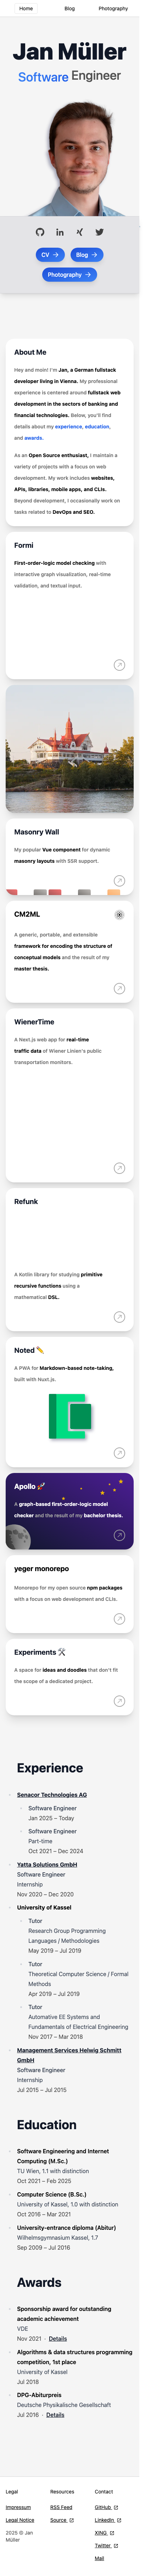 Home Blog Photography
Jan Müller
Software Engineer
CV →
Blog →
Photography →
About Me
Hey and moin! I'm Jan, a German fullstack
developer living in Vienna. My professional
experience is centered around fullstack web
development in the sectors of banking and
financial technologies. Below, you'll find
details about my experience, education,
and awards.
As an Open Source enthusiast, I maintain a
variety of projects with a focus on web
development. My work includes websites,
APIs, libraries, mobile apps, and CLIs.
Beyond development, I occasionally work on
tasks related to DevOps and SEO.
Formi
First-order-logic model checking with
interactive graph visualization, real-time
validation, and textual input.
Masonry Wall
My popular Vue component for dynamic
masonry layouts with SSR support.
CM2ML
A generic, portable, and extensible
framework for encoding the structure of
conceptual models and the result of my
master thesis.
WienerTime
A Next.js web app for real-time
traffic data of Wiener Linien's public
transportation monitors.
Refunk
A Kotlin library for studying primitive
recursive functions using a
mathematical DSL.
Noted ✏️
A PWA for Markdown-based note-taking,
built with Nuxt.js.
Apollo 🚀
A graph-based first-order-logic model
checker and the result of my bachelor thesis.
yeger monorepo
Monorepo for my open source npm packages
with a focus on web development and CLIs.
Experiments 🛠️
A space for ideas and doodles that don't fit
the scope of a dedicated project.
Experience
Senacor Technologies AG
Software Engineer
Jan 2025 – Today
Software Engineer
Part-time
Oct 2021 – Dec 2024
Yatta Solutions GmbH
Software Engineer
Internship
Nov 2020 – Dec 2020
University of Kassel
Tutor
Research Group Programming
Languages / Methodologies
May 2019 – Jul 2019
Tutor
Theoretical Computer Science / Formal
Methods
Apr 2019 – Jul 2019
Tutor
Automotive EE Systems and
Fundamentals of Electrical Engineering
Nov 2017 – Mar 2018
Management Services Helwig Schmitt
GmbH
Software Engineer
Internship
Jul 2015 – Jul 2015
Education
Software Engineering and Internet
Computing (M.Sc.)
TU Wien, 1.1 with distinction
Oct 2021 – Feb 2025
Computer Science (B.Sc.)
University of Kassel, 1.0 with distinction
Oct 2016 – Mar 2021
University-entrance diploma (Abitur)
Wilhelmsgymnasium Kassel, 1.7
Sep 2009 – Jul 2016
Awards
Sponsorship award for outstanding
academic achievement
VDE
Nov 2021 · Details
Algorithms & data structures programming
competition, 1st place
University of Kassel
Jul 2018
DPG-Abiturpreis
Deutsche Physikalische Gesellschaft
Jul 2016 · Details
Legal Resources Contact
Impressum RSS Feed GitHub
Legal Notice Source LinkedIn
2025 © Jan
Müller
XING
Twitter
Mail